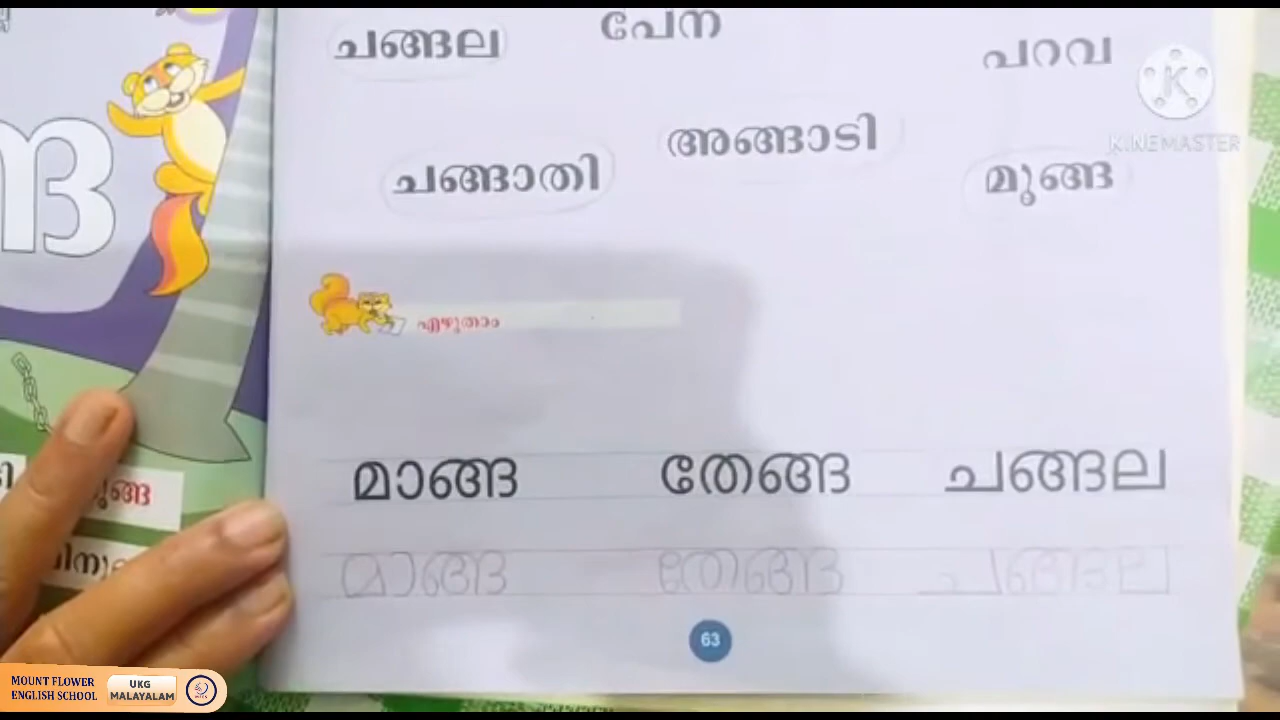 ചങ്ങല പേന പറവ
ചങ്ങാതി അങ്ങാടി മൂങ്ങ
KINEMASTER
എഴുതാം
മാങ്ങ തേങ്ങ ചങ്ങല
മാങ്ങ തേങ്ങ ചങ്ങല
63
MOUNT FLOWER
ENGLISH SCHOOL
UKG
MALAYALAM